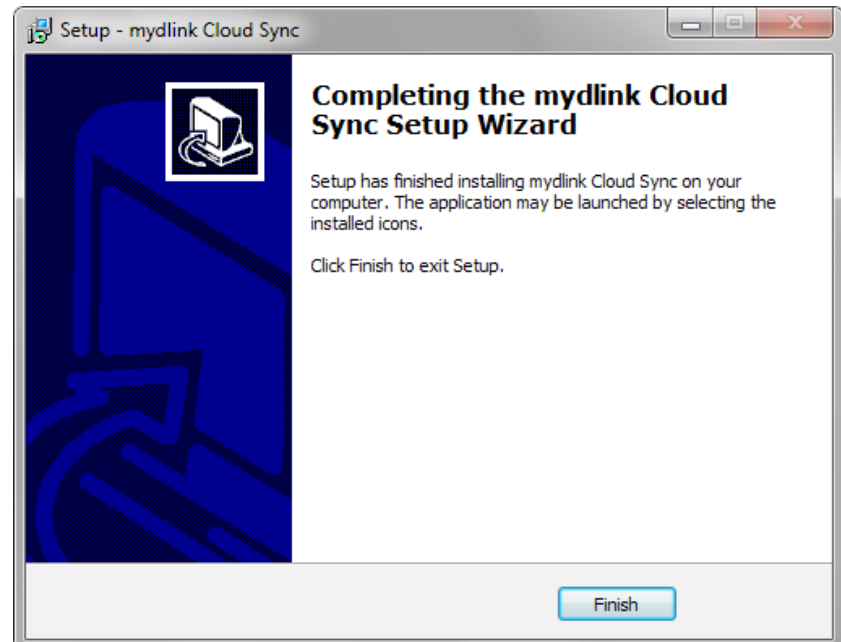 Setup - mydlink Cloud Sync
Completing the mydlink Cloud
Sync Setup Wizard
Setup has finished installing mydlink Cloud Sync on your
computer. The application may be launched by selecting the
installed icons.
Click Finish to exit Setup.
Finish